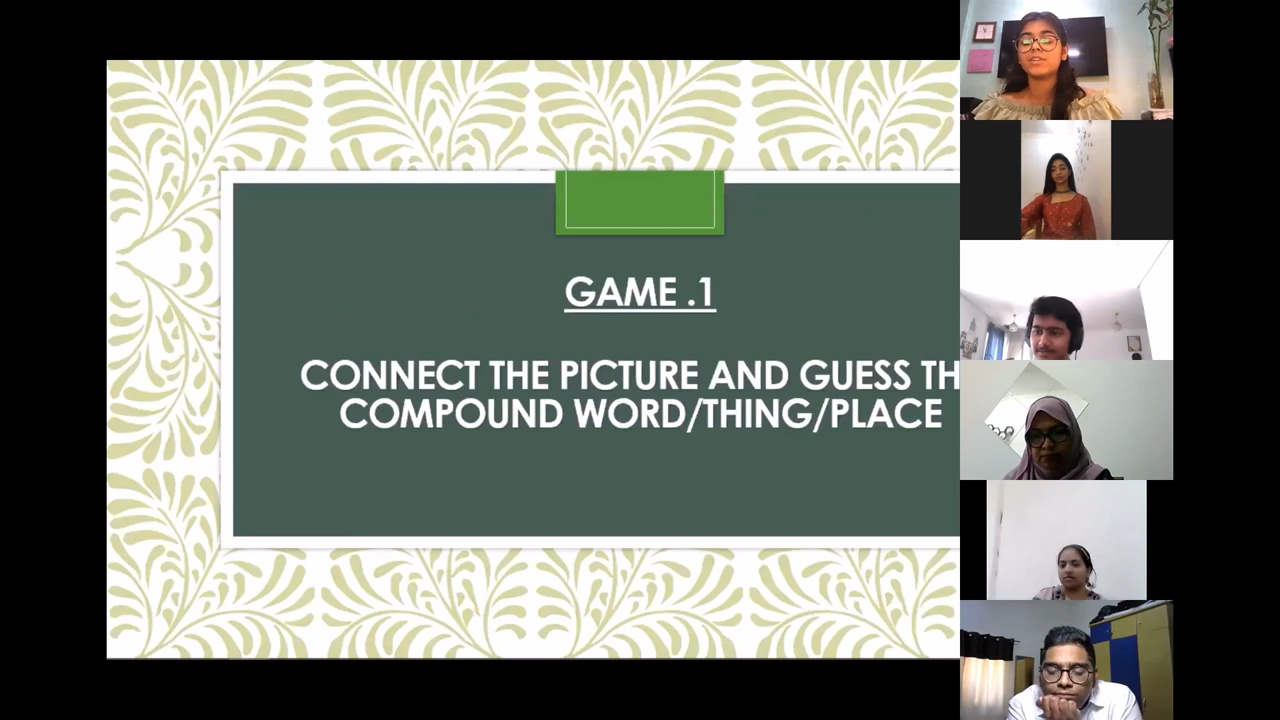 GAME .1
CONNECT THE PICTURE AND GUESS TH
COMPOUND WORD/THING/PLACE